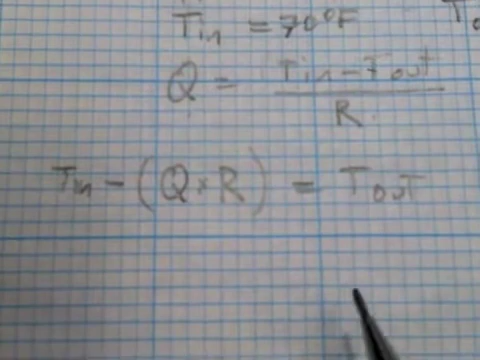 Tin = 70°F
Q = Tin - Tout / R
Tin - (Q × R) = Tout